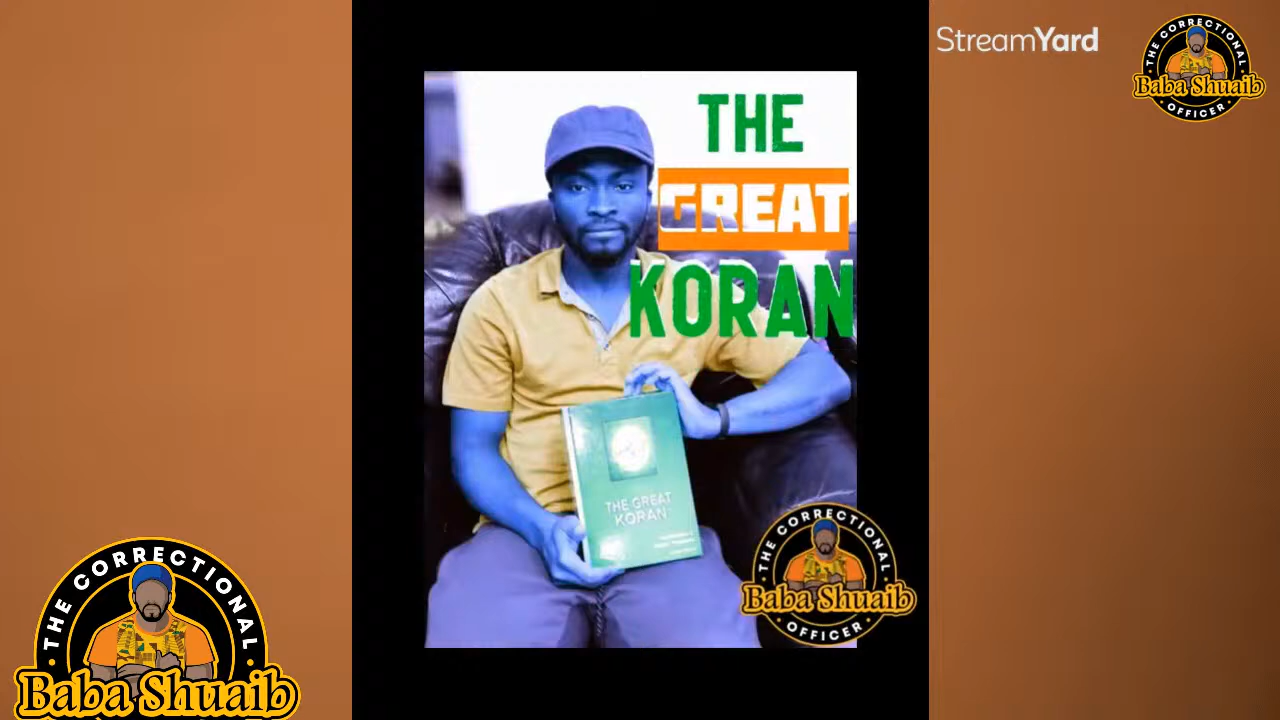 StreamYard
THE CORRECTIONAL
Baba Shuaib
OFFICER
THE
GREAT
KORAN
THE GREAT
KORAN
THE CORRECTIONAL
Baba Shuaib
OFFICER
THE CORRECTIONAL
Baba Shuaib